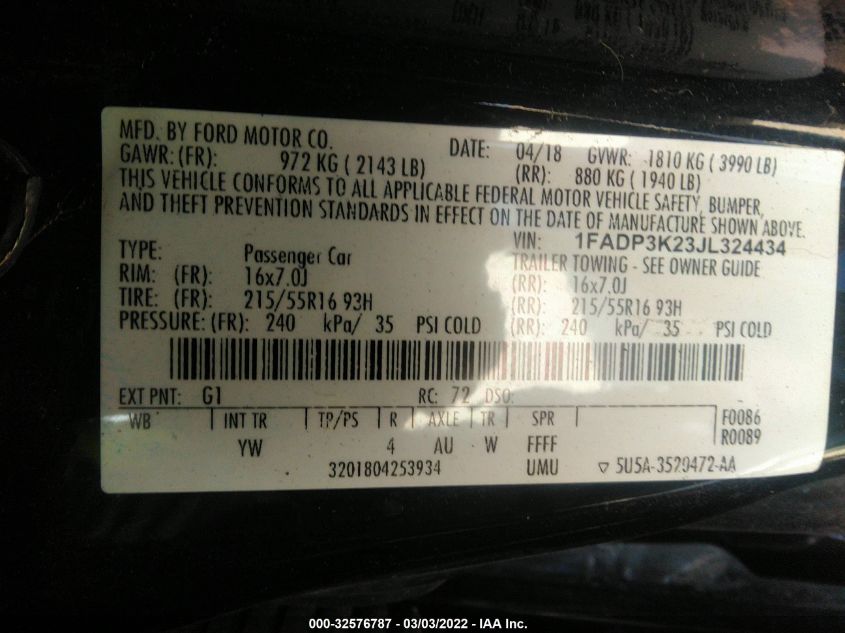 MFD. BY FORD MOTOR CO.
DATE: 04/18 GVWR: 1810 KG ( 3990 LB)
GAWR: (FR): 972 KG ( 2143 LB) (RR): 880 KG ( 1940 LB)
THIS VEHICLE CONFORMS TO ALL APPLICABLE FEDERAL MOTOR VEHICLE SAFETY, BUMPER,
AND THEFT PREVENTION STANDARDS IN EFFECT ON THE DATE OF MANUFACTURE SHOWN ABOVE.
VIN: 1FADP3K23JL324434
TYPE: Passenger Car TRAILER TOWING - SEE OWNER GUIDE
RIM: (FR): 16x7.0J (RR): 16x7.0J
TIRE: (FR): 215/55R16 93H (RR): 215/55R16 93H
PRESSURE: (FR): 240 kPa/ 35 PSI COLD (RR): 240 kPa/ 35 PSI COLD
EXT PNT: G1 RC: 72 DSO:
WB INT TR TP/PS R AXLE TR SPR F0086
YW 4 AU W FFFF R0089
3201804253934 UMU ▽ 5U5A-3520472-AA
000-32576787 - 03/03/2022 - IAA Inc.